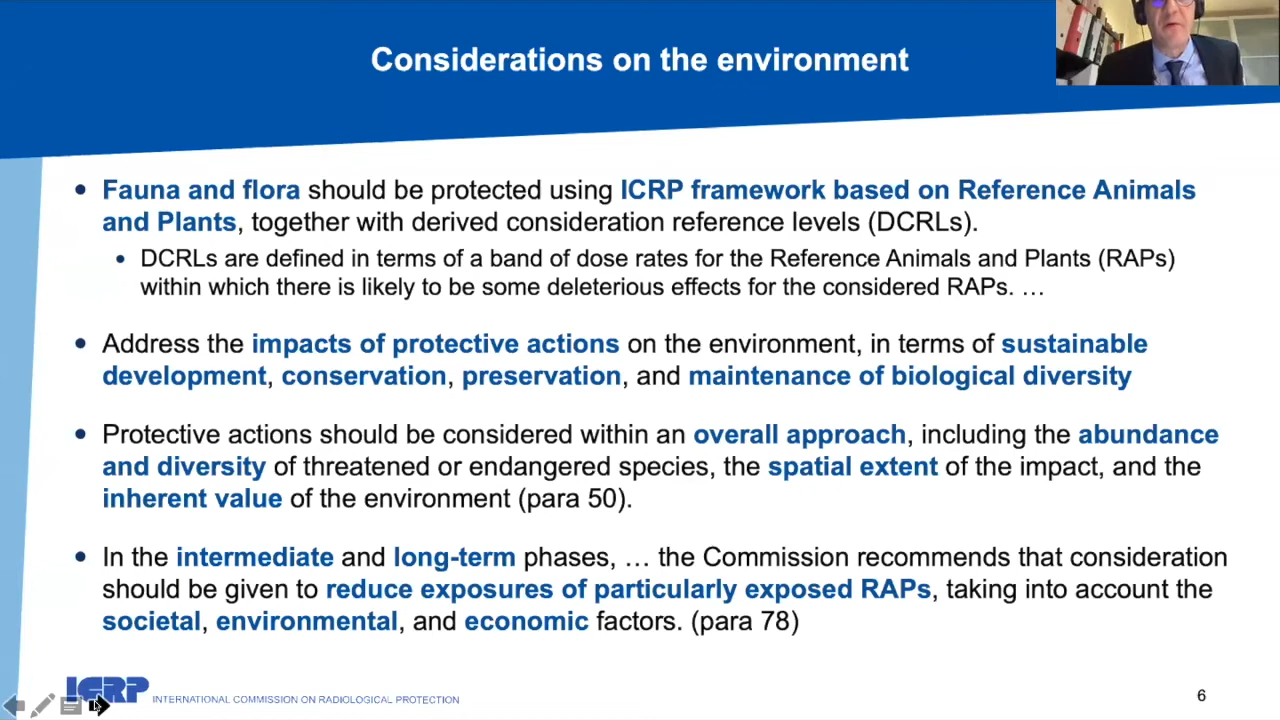 Considerations on the environment
• Fauna and flora should be protected using ICRP framework based on Reference Animals
and Plants, together with derived consideration reference levels (DCRLs).
• DCRLs are defined in terms of a band of dose rates for the Reference Animals and Plants (RAPs)
within which there is likely to be some deleterious effects for the considered RAPs. …
• Address the impacts of protective actions on the environment, in terms of sustainable
development, conservation, preservation, and maintenance of biological diversity
• Protective actions should be considered within an overall approach, including the abundance
and diversity of threatened or endangered species, the spatial extent of the impact, and the
inherent value of the environment (para 50).
• In the intermediate and long-term phases, … the Commission recommends that consideration
should be given to reduce exposures of particularly exposed RAPs, taking into account the
societal, environmental, and economic factors. (para 78)
ICRP INTERNATIONAL COMMISSION ON RADIOLOGICAL PROTECTION
6